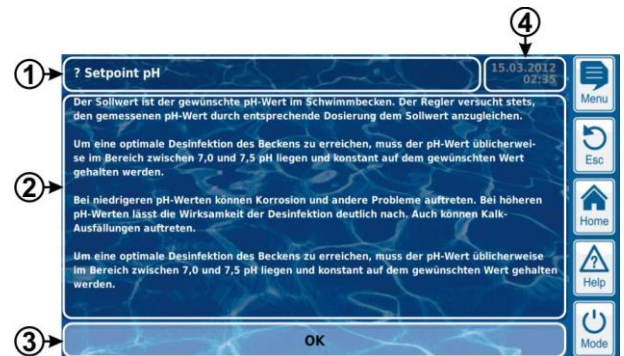 4
1
? Setpoint pH
15.03.2012
02:35
Menu
2
Der Sollwert ist der gewünschte pH-Wert im Schwimmbecken. Der Regler versucht stets,
den gemessenen pH-Wert durch entsprechende Dosierung dem Sollwert anzugleichen.
Um eine optimale Desinfektion des Beckens zu erreichen, muss der pH-Wert üblicherwei-
se im Bereich zwischen 7,0 und 7,5 pH liegen und konstant auf dem gewünschten Wert
gehalten werden.
Bei niedrigeren pH-Werten können Korrosion und andere Probleme auftreten. Bei höheren
pH-Werten lässt die Wirksamkeit der Desinfektion deutlich nach. Auch können Kalk-
Ausfällungen auftreten.
Um eine optimale Desinfektion des Beckens zu erreichen, muss der pH-Wert üblicherweise
im Bereich zwischen 7,0 und 7,5 pH liegen und konstant auf dem gewünschten Wert gehalten
werden.
Esc
Home
Help
3
OK
Mode